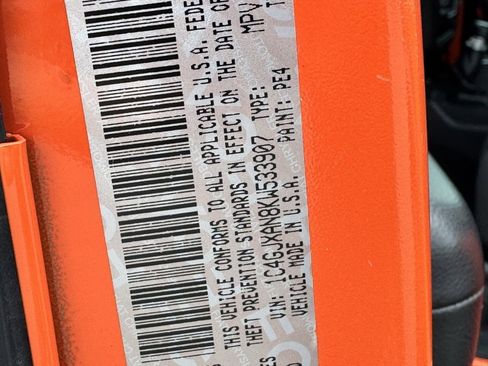 THIS VEHICLE CONFORMS TO ALL APPLICABLE U.S.A. FEDE
THEFT PREVENTION STANDARDS IN EFFECT ON THE DATE OF
VIN: 1C4GJXAN8KW533907 TYPE: MPV
VEHICLE MADE IN U.S.A. PAINT: PE4